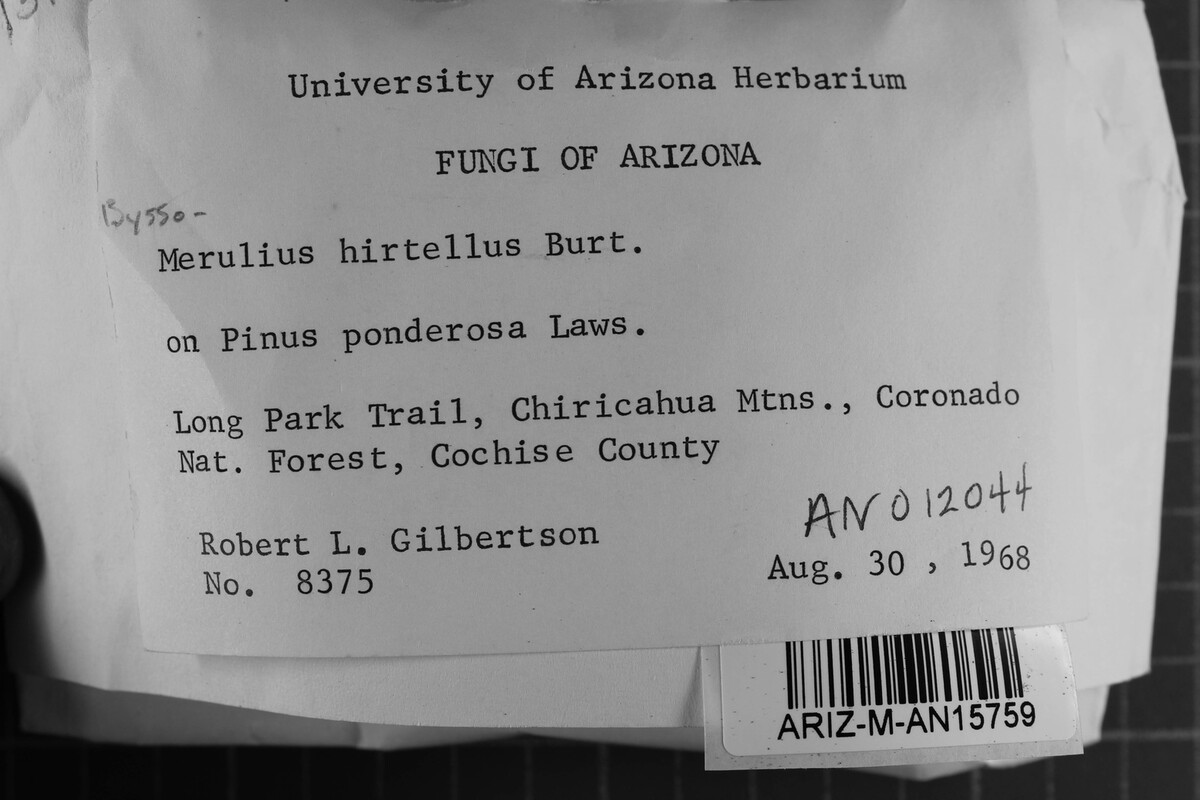 University of Arizona Herbarium
FUNGI OF ARIZONA
Bysso-
Merulius hirtellus Burt.
on Pinus ponderosa Laws.
Long Park Trail, Chiricahua Mtns., Coronado
Nat. Forest, Cochise County
AN012044
Robert L. Gilbertson
No. 8375
Aug. 30, 1968
ARIZ-M-AN15759